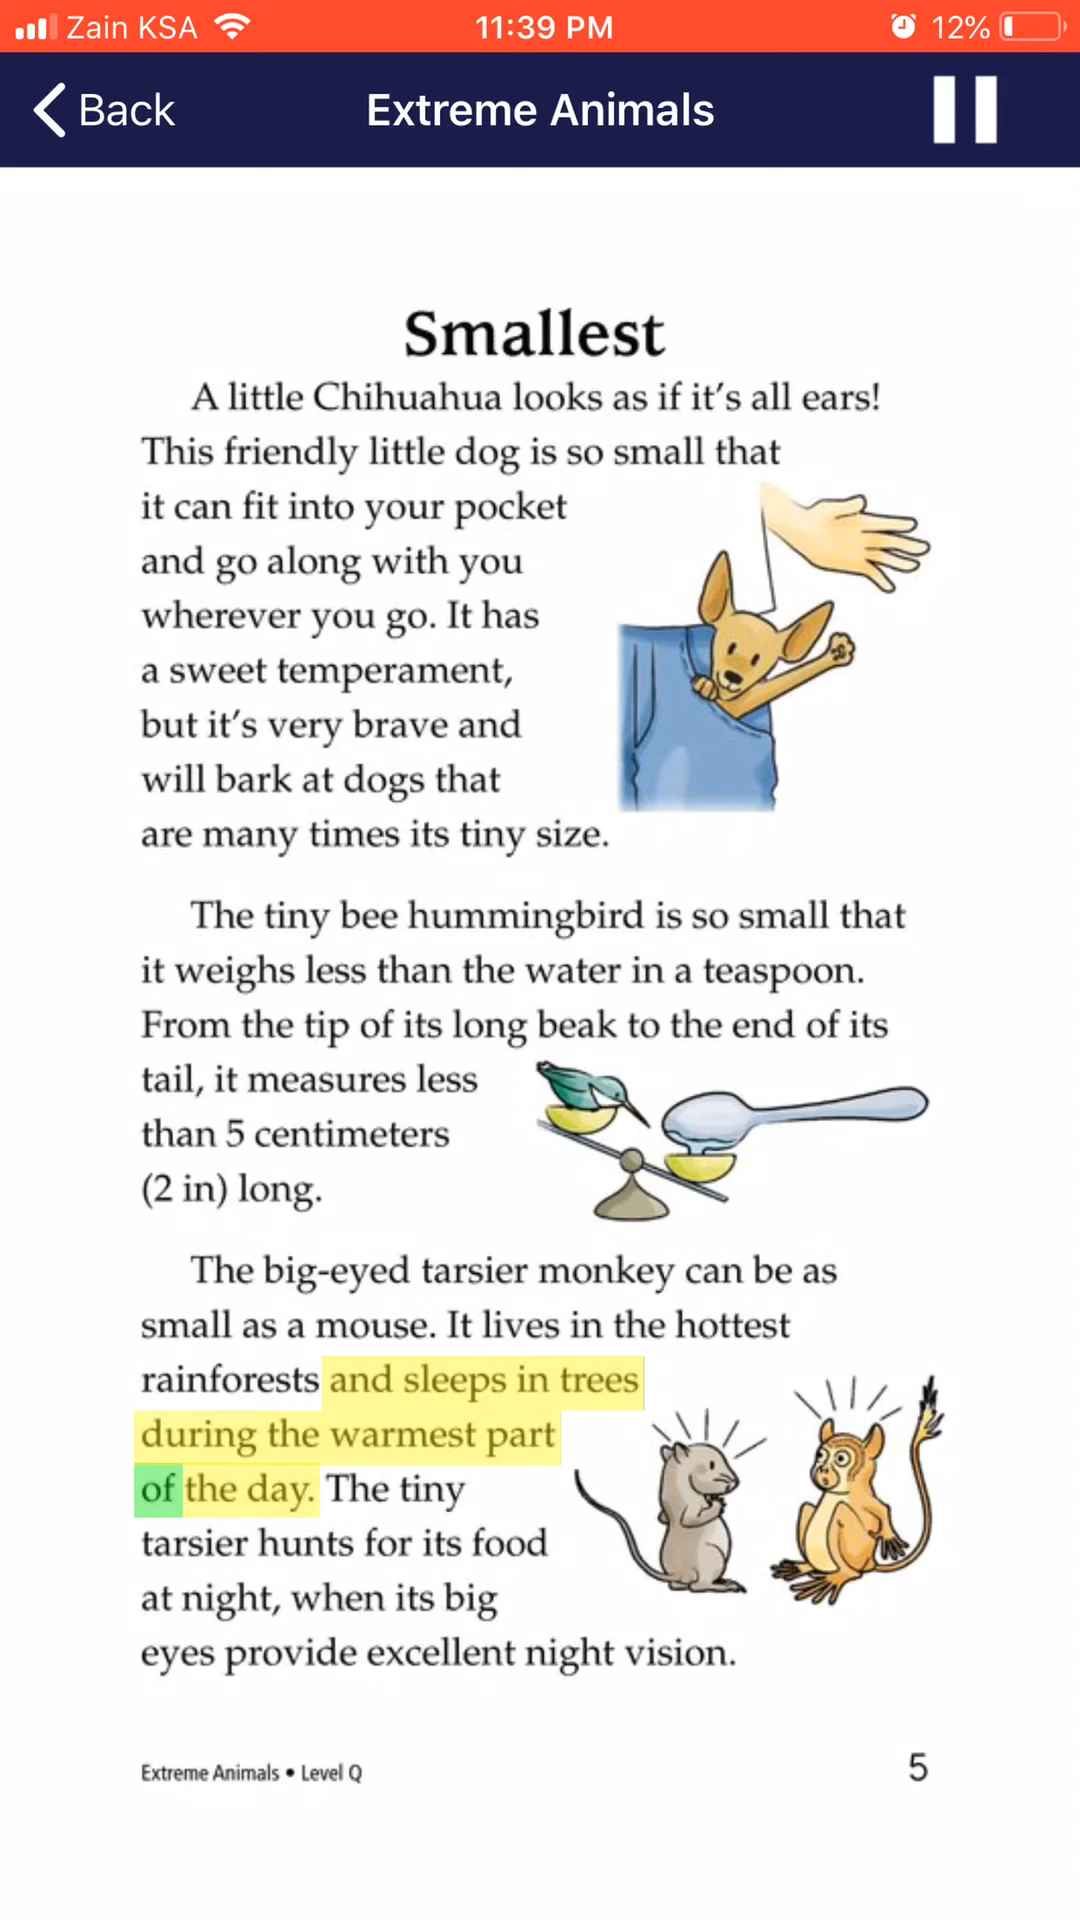 Zain KSA 11:39 PM 12%
Back Extreme Animals
Smallest
A little Chihuahua looks as if it's all ears!
This friendly little dog is so small that
it can fit into your pocket
and go along with you
wherever you go. It has
a sweet temperament,
but it's very brave and
will bark at dogs that
are many times its tiny size.
The tiny bee hummingbird is so small that
it weighs less than the water in a teaspoon.
From the tip of its long beak to the end of its
tail, it measures less
than 5 centimeters
(2 in) long.
The big-eyed tarsier monkey can be as
small as a mouse. It lives in the hottest
rainforests and sleeps in trees
during the warmest part
of the day. The tiny
tarsier hunts for its food
at night, when its big
eyes provide excellent night vision.
Extreme Animals • Level Q 5